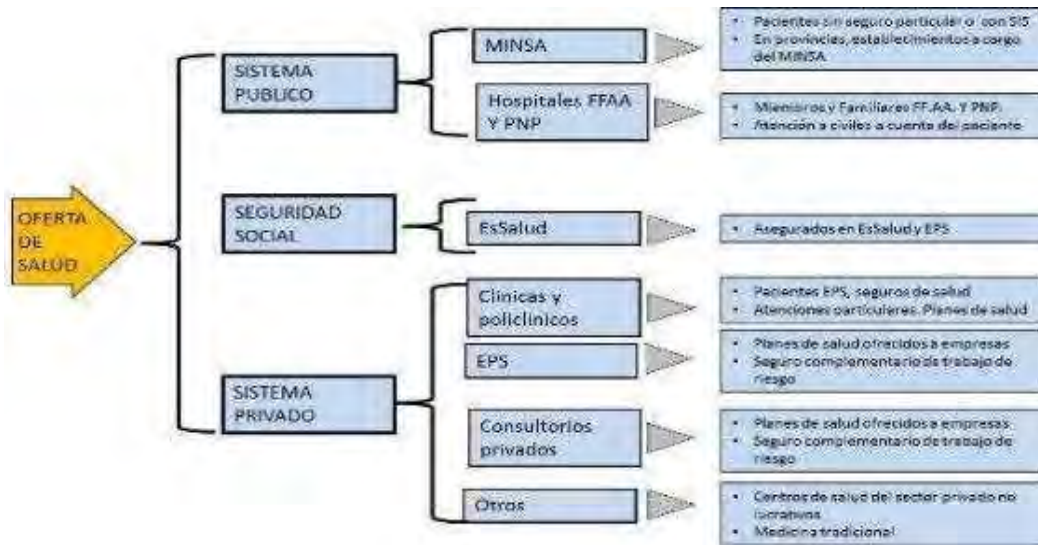 OFERTA
DE
SALUD
SISTEMA
PUBLICO
MINSA
• Pacientes sin seguro particular o con SIS
• En provincias, establecimientos a cargo
del MINSA
Hospitales FFAA
Y PNP
• Miembros y Familiares FF.AA. Y PNP.
• Atención a civiles a cuenta del paciente
SEGURIDAD
SOCIAL
EsSalud
• Asegurados en EsSalud y EPS
SISTEMA
PRIVADO
Clínicas y
policlínicos
• Pacientes EPS, seguros de salud
• Atenciones particulares. Planes de salud
EPS
• Planes de salud ofrecidos a empresas
• Seguro complementario de trabajo de
riesgo
Consultorios
privados
• Planes de salud ofrecidos a empresas
• Seguro complementario de trabajo de
riesgo
Otros
• Centros de salud del sector privado no
lucrativos
• Medicina tradicional